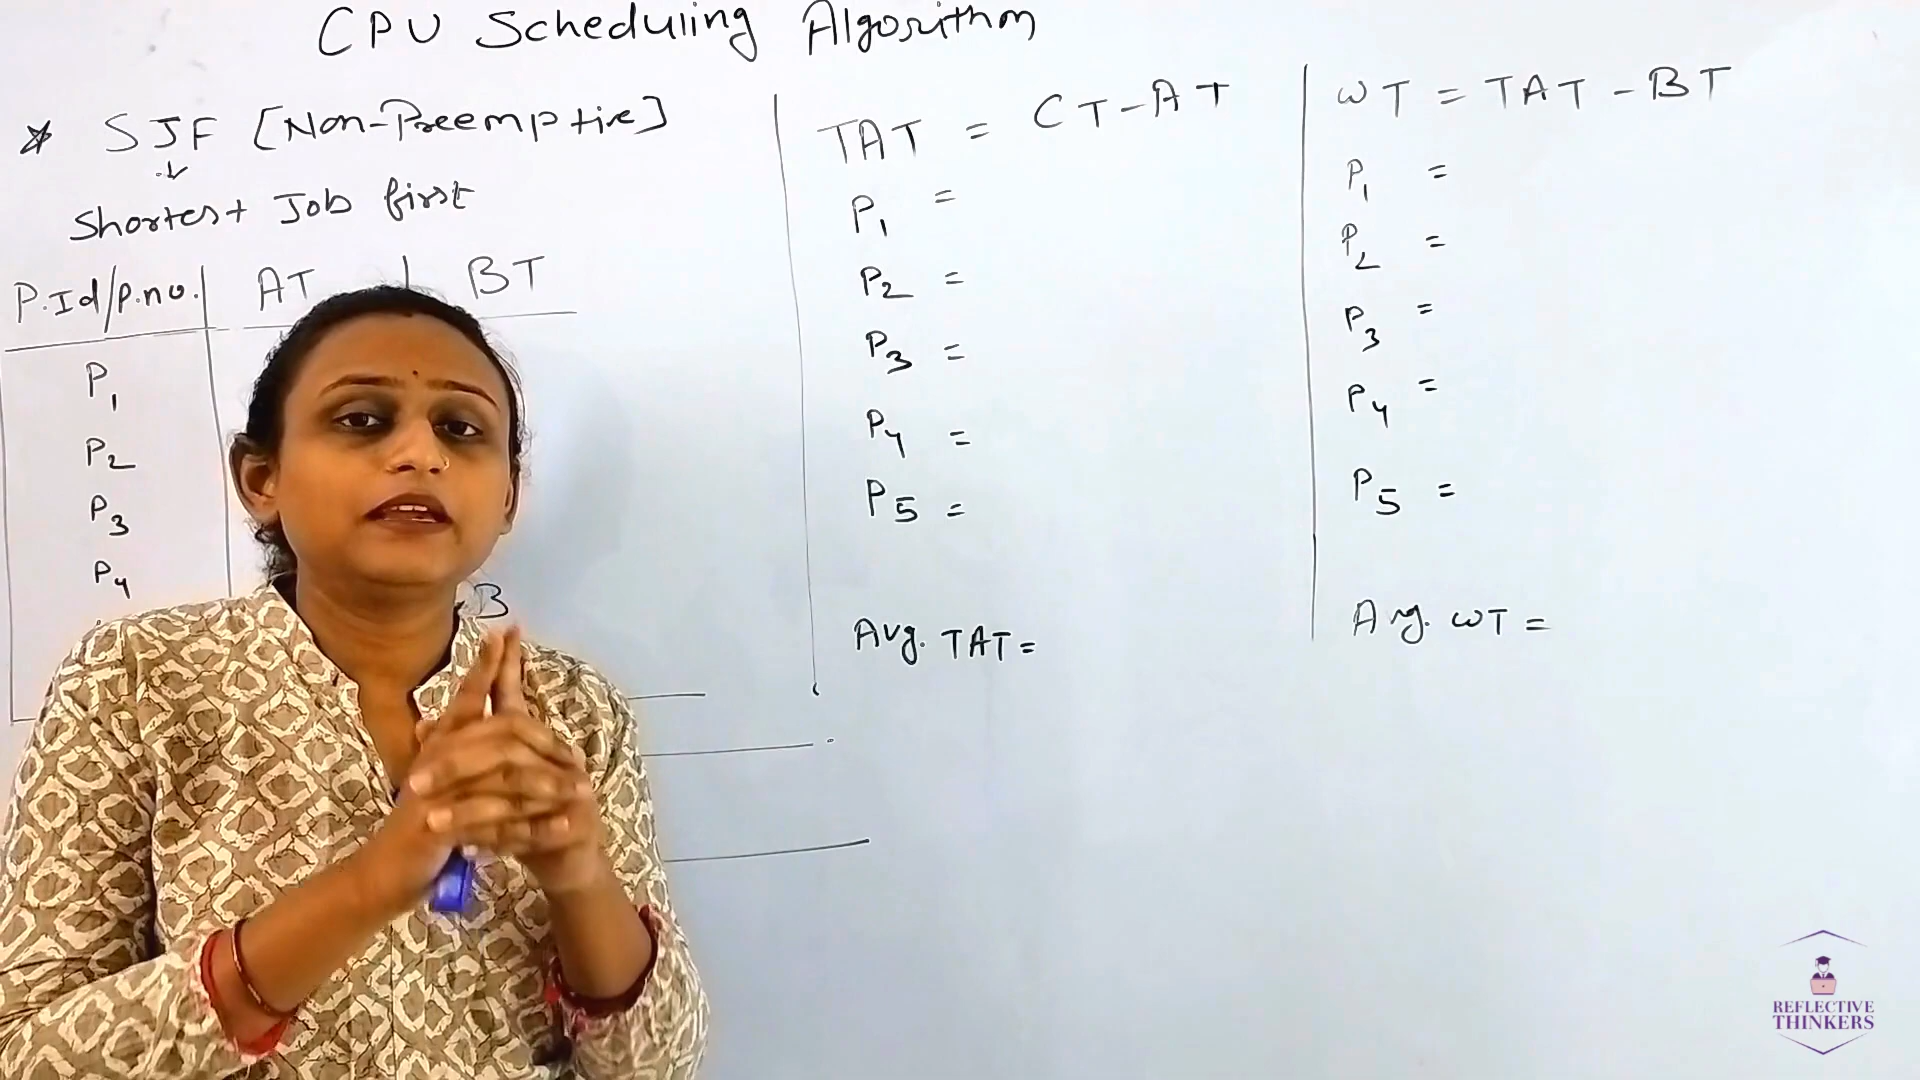 CPU Scheduling Algorithm
* SJF [Non-Preemptive]
Shortest Job first
P.Id/P.no. AT BT
P1
P2
P3
P4
3
TAT = CT-AT
P1 =
P2 =
P3 =
P4 =
P5 =
Avg. TAT =
WT = TAT - BT
P1 =
P2 =
P3 =
P4 =
P5 =
Avg. WT =
REFLECTIVE
THINKERS